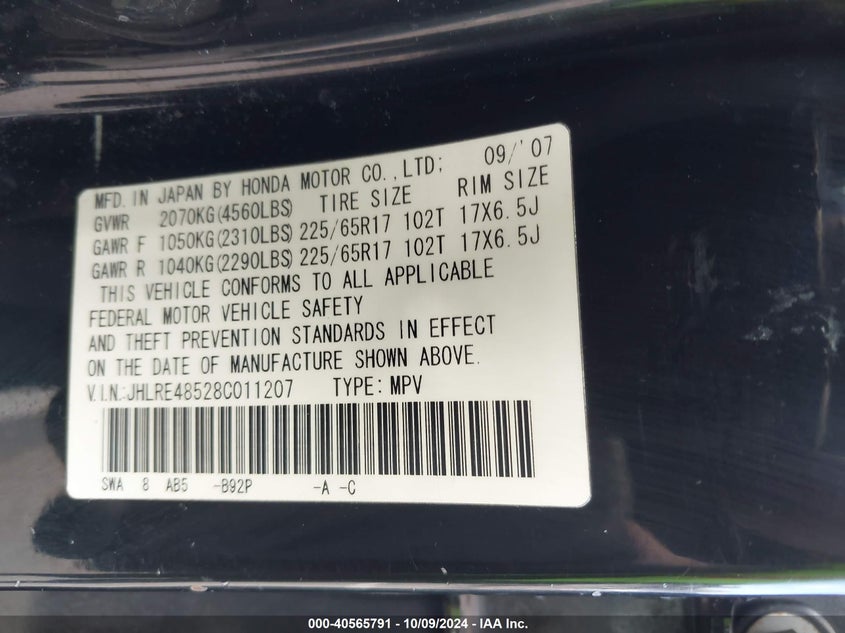 MFD. IN JAPAN BY HONDA MOTOR CO.,LTD; 09/'07
GVWR 2070KG(4560LBS) TIRE SIZE RIM SIZE
GAWR F 1050KG(2310LBS) 225/65R17 102T 17X6.5J
GAWR R 1040KG(2290LBS) 225/65R17 102T 17X6.5J
THIS VEHICLE CONFORMS TO ALL APPLICABLE
FEDERAL MOTOR VEHICLE SAFETY
AND THEFT PREVENTION STANDARDS IN EFFECT
ON THE DATE OF MANUFACTURE SHOWN ABOVE.
V.I.N.:JHLRE48528C011207 TYPE: MPV
SWA 8 AB5 -B92P -A -C
000-40565791 - 10/09/2024 - IAA Inc.